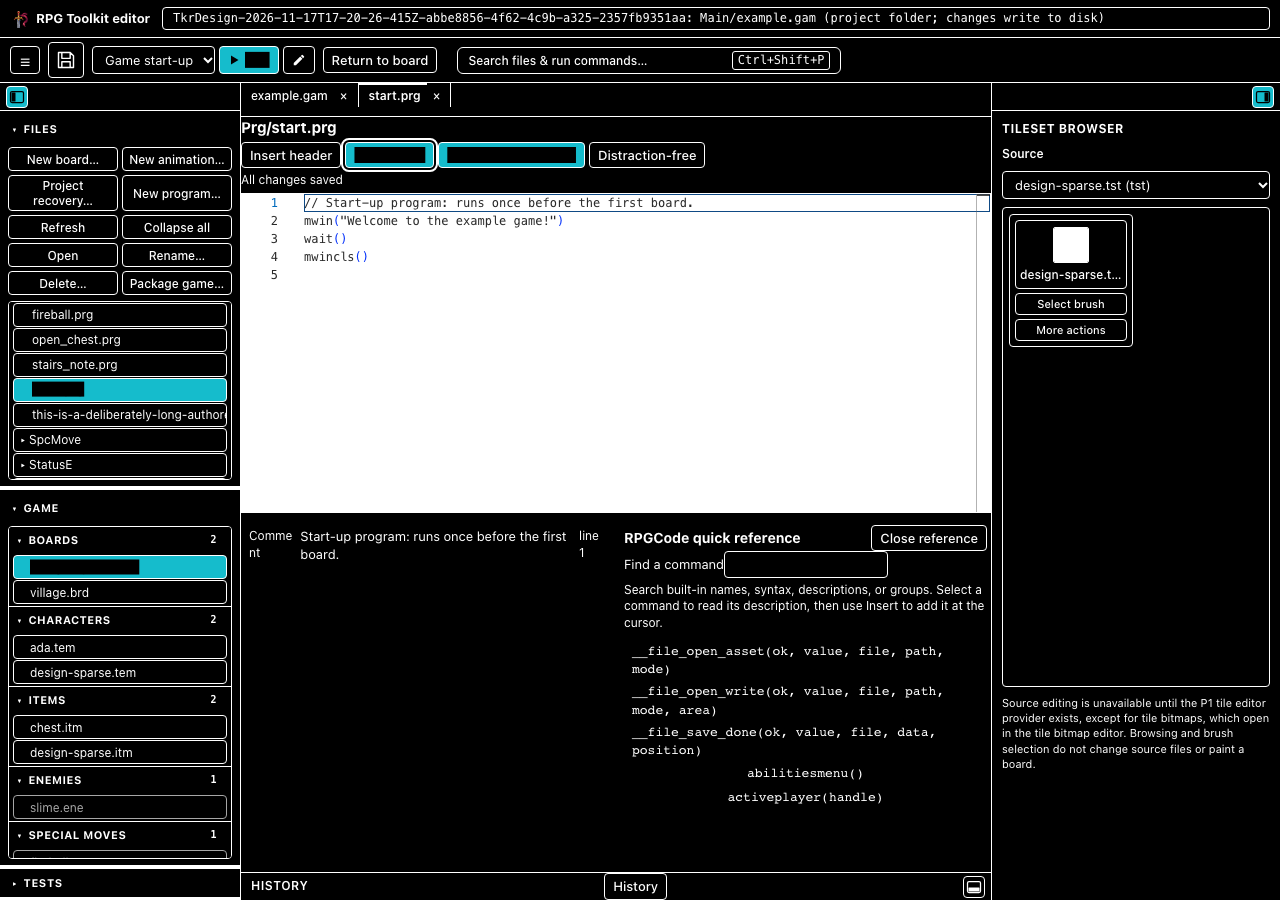 RPG Toolkit editor
TkrDesign-2026-11-17T17-20-26-415Z-abbe8856-4f62-4c9b-a325-2357fb9351aa: Main/example.gam (project folder; changes write to disk)
Game start-up
Return to board
Search files & run commands... Ctrl+Shift+P
FILES
New board...
New animation...
Project recovery...
New program...
Refresh
Collapse all
Open
Rename...
Delete...
Package game...
fireball.prg
open_chest.prg
stairs_note.prg
this-is-a-deliberately-long-author
SpcMove
StatusE
GAME
BOARDS 2
village.brd
CHARACTERS 2
ada.tem
design-sparse.tem
ITEMS 2
chest.itm
design-sparse.itm
ENEMIES 1
slime.ene
SPECIAL MOVES 1
TESTS
example.gam ×
start.prg ×
Prg/start.prg
Insert header
Distraction-free
All changes saved
1 // Start-up program: runs once before the first board.
2 mwin("Welcome to the example game!")
3 wait()
4 mwincls()
5
Comme
nt
Start-up program: runs once before the first
board.
line
1
RPGCode quick reference
Close reference
Find a command
Search built-in names, syntax, descriptions, or groups. Select a
command to read its description, then use Insert to add it at the
cursor.
__file_open_asset(ok, value, file, path,
mode)
__file_open_write(ok, value, file, path,
mode, area)
__file_save_done(ok, value, file, data,
position)
abilitiesmenu()
activeplayer(handle)
HISTORY
History
TILESET BROWSER
Source
design-sparse.tst (tst)
design-sparse.t...
Select brush
More actions
Source editing is unavailable until the P1 tile editor
provider exists, except for tile bitmaps, which open
in the tile bitmap editor. Browsing and brush
selection do not change source files or paint a
board.